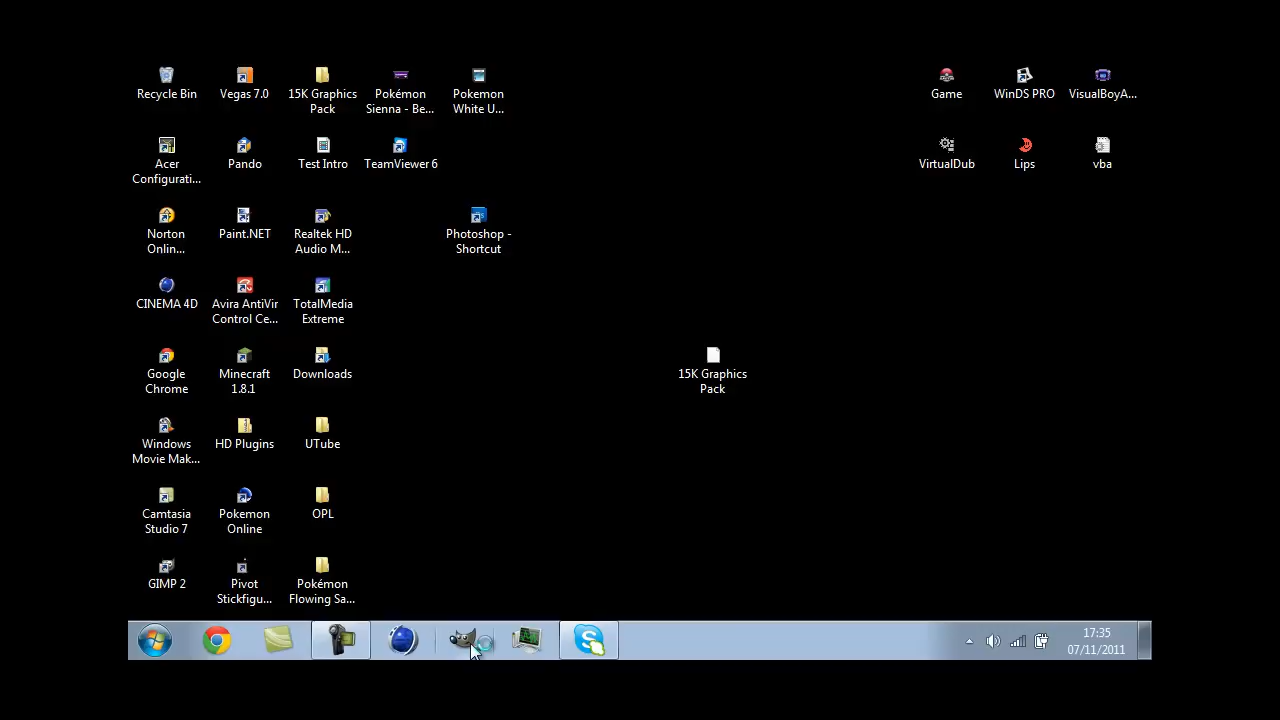 Recycle Bin
Vegas 7.0
15K Graphics
Pack
Pokémon
Sienna - Be...
Pokemon
White U...
Game
WinDS PRO
VisualBoyA...
Acer
Configurati...
Pando
Test Intro
TeamViewer 6
VirtualDub
Lips
vba
Norton
Onlin...
Paint.NET
Realtek HD
Audio M...
Photoshop -
Shortcut
CINEMA 4D
Avira AntiVir
Control Ce...
TotalMedia
Extreme
Google
Chrome
Minecraft
1.8.1
Downloads
15K Graphics
Pack
Windows
Movie Mak...
HD Plugins
UTube
Camtasia
Studio 7
Pokemon
Online
OPL
GIMP 2
Pivot
Stickfigu...
Pokémon
Flowing Sa...
17:35
07/11/2011